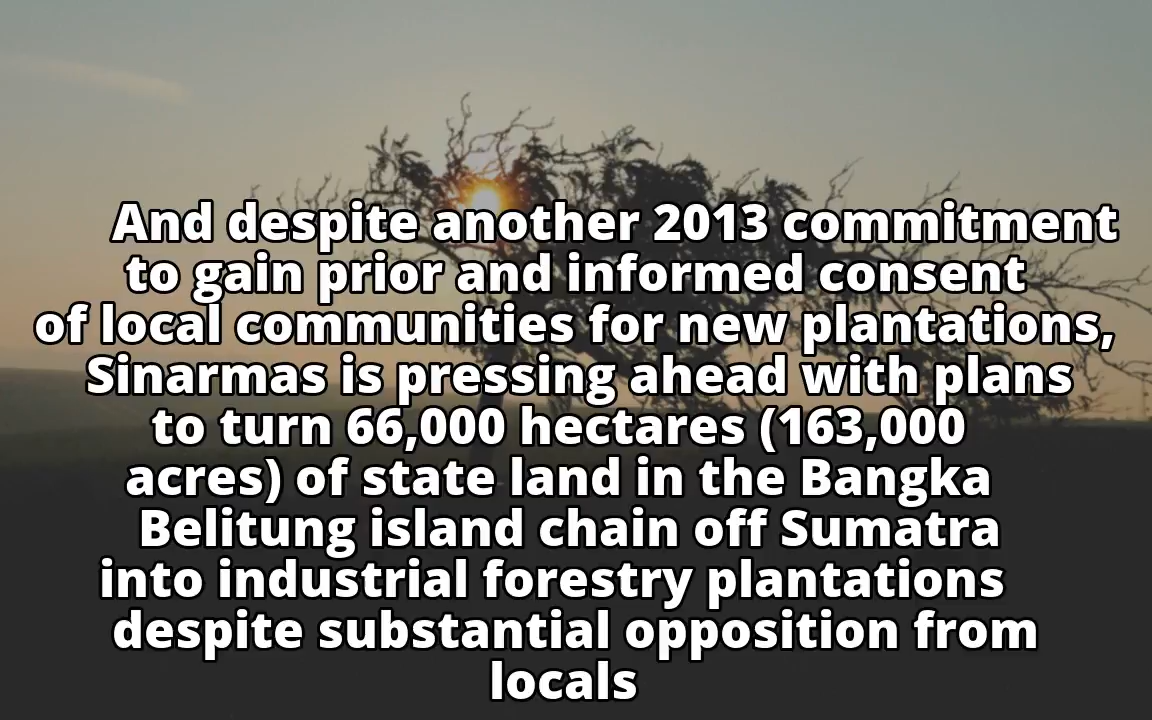 And despite another 2013 commitment
to gain prior and informed consent
of local communities for new plantations,
Sinarmas is pressing ahead with plans
to turn 66,000 hectares (163,000
acres) of state land in the Bangka
Belitung island chain off Sumatra
into industrial forestry plantations
despite substantial opposition from
locals